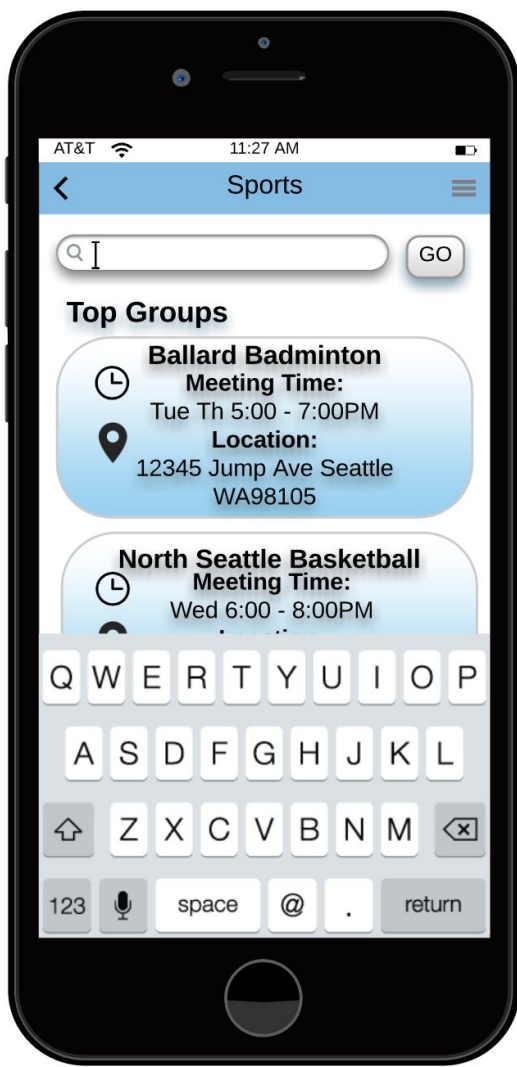 AT&T 11:27 AM
Sports
GO
Top Groups
Ballard Badminton
Meeting Time:
Tue Th 5:00 - 7:00PM
Location:
12345 Jump Ave Seattle
WA98105
North Seattle Basketball
Meeting Time:
Wed 6:00 - 8:00PM
Q W E R T Y U I O P
A S D F G H J K L
Z X C V B N M
123 space @ . return